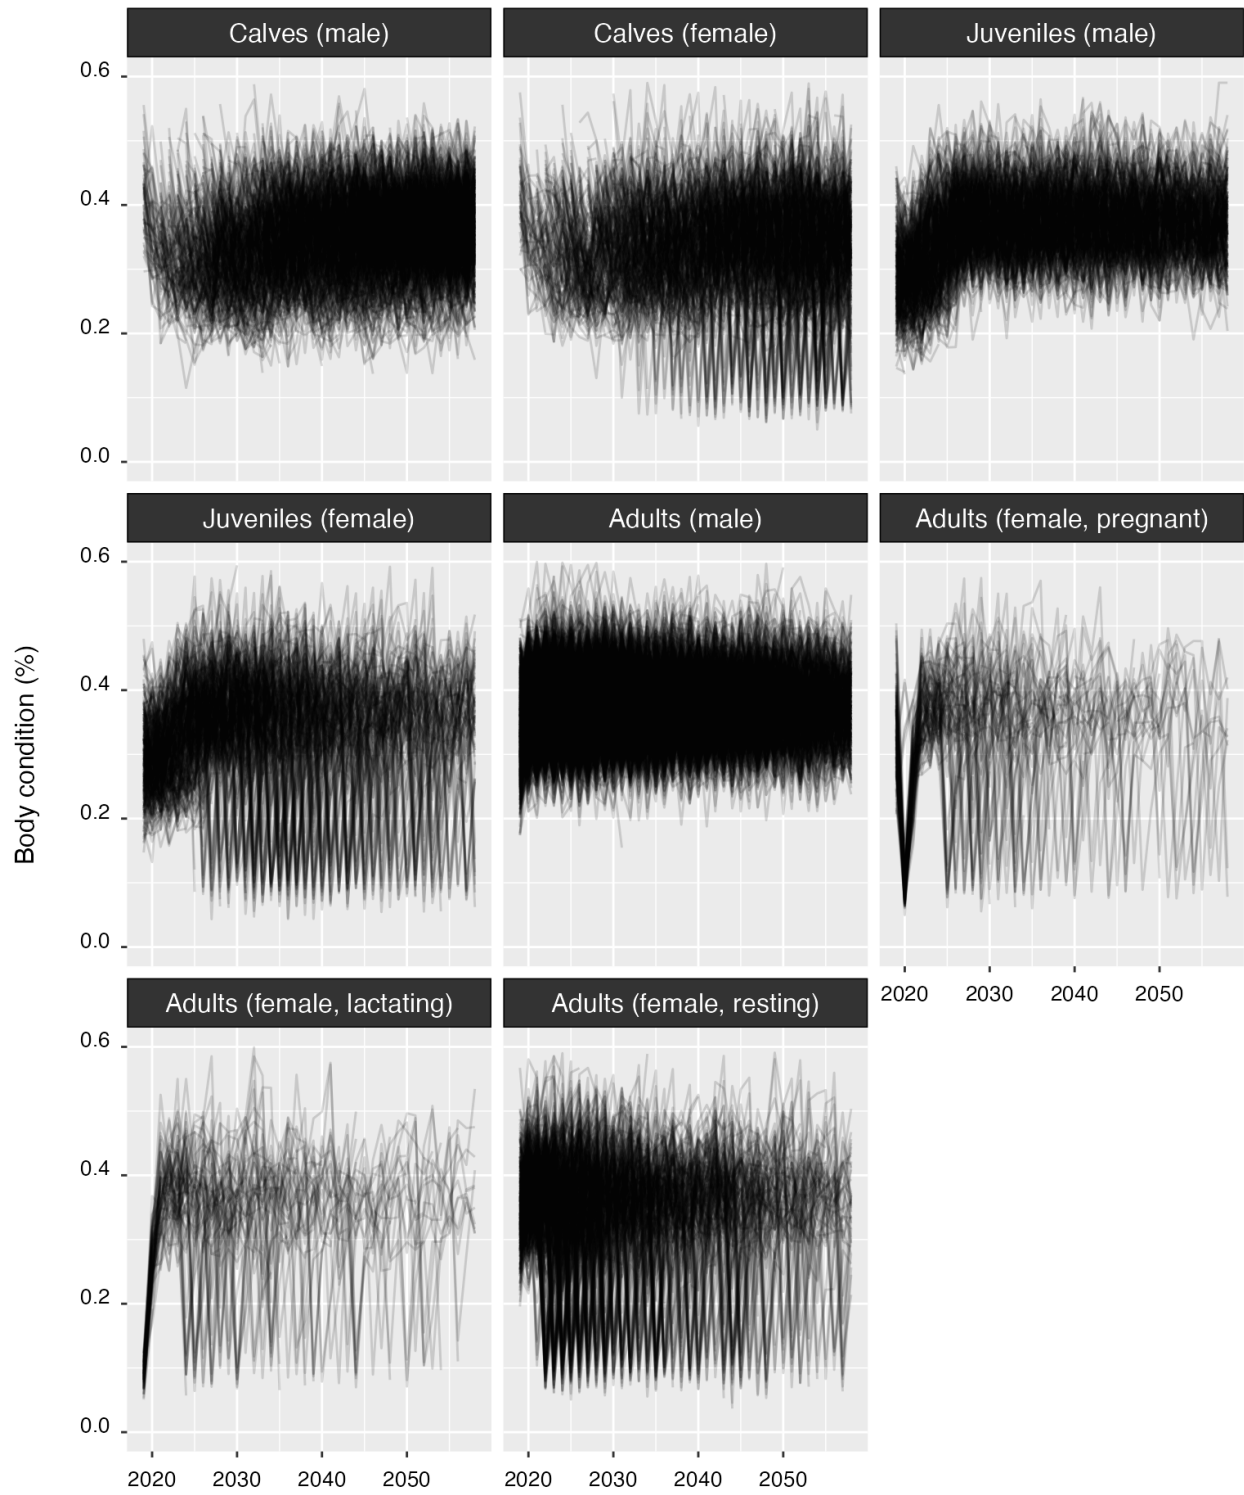 Calves (male)
Calves (female)
Juveniles (male)
0.6
0.4
0.2
0.0
Juveniles (female)
Adults (male)
Adults (female, pregnant)
0.6
0.4
0.2
0.0
2020 2030 2040 2050
Adults (female, lactating)
Adults (female, resting)
0.6
0.4
0.2
0.0
2020 2030 2040 2050
2020 2030 2040 2050
Body condition (%)